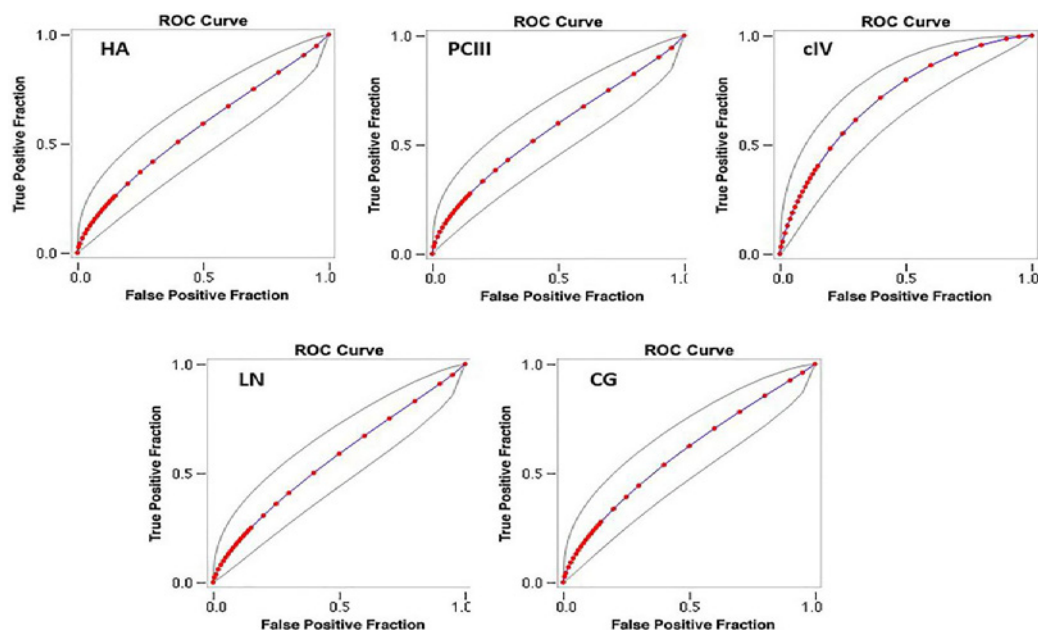 ROC Curve
HA
True Positive Fraction
1.0
0.5
0.0
0.0 0.5 1.0
False Positive Fraction
ROC Curve
PCIII
True Positive Fraction
1.0
0.5
0.0
0.0 0.5 1.0
False Positive Fraction
ROC Curve
cIV
True Positive Fraction
1.0
0.5
0.0
0.0 0.5 1.0
False Positive Fraction
ROC Curve
LN
True Positive Fraction
1.0
0.5
0.0
0.0 0.5 1.0
False Positive Fraction
ROC Curve
CG
True Positive Fraction
1.0
0.5
0.0
0.0 0.5 1.0
False Positive Fraction